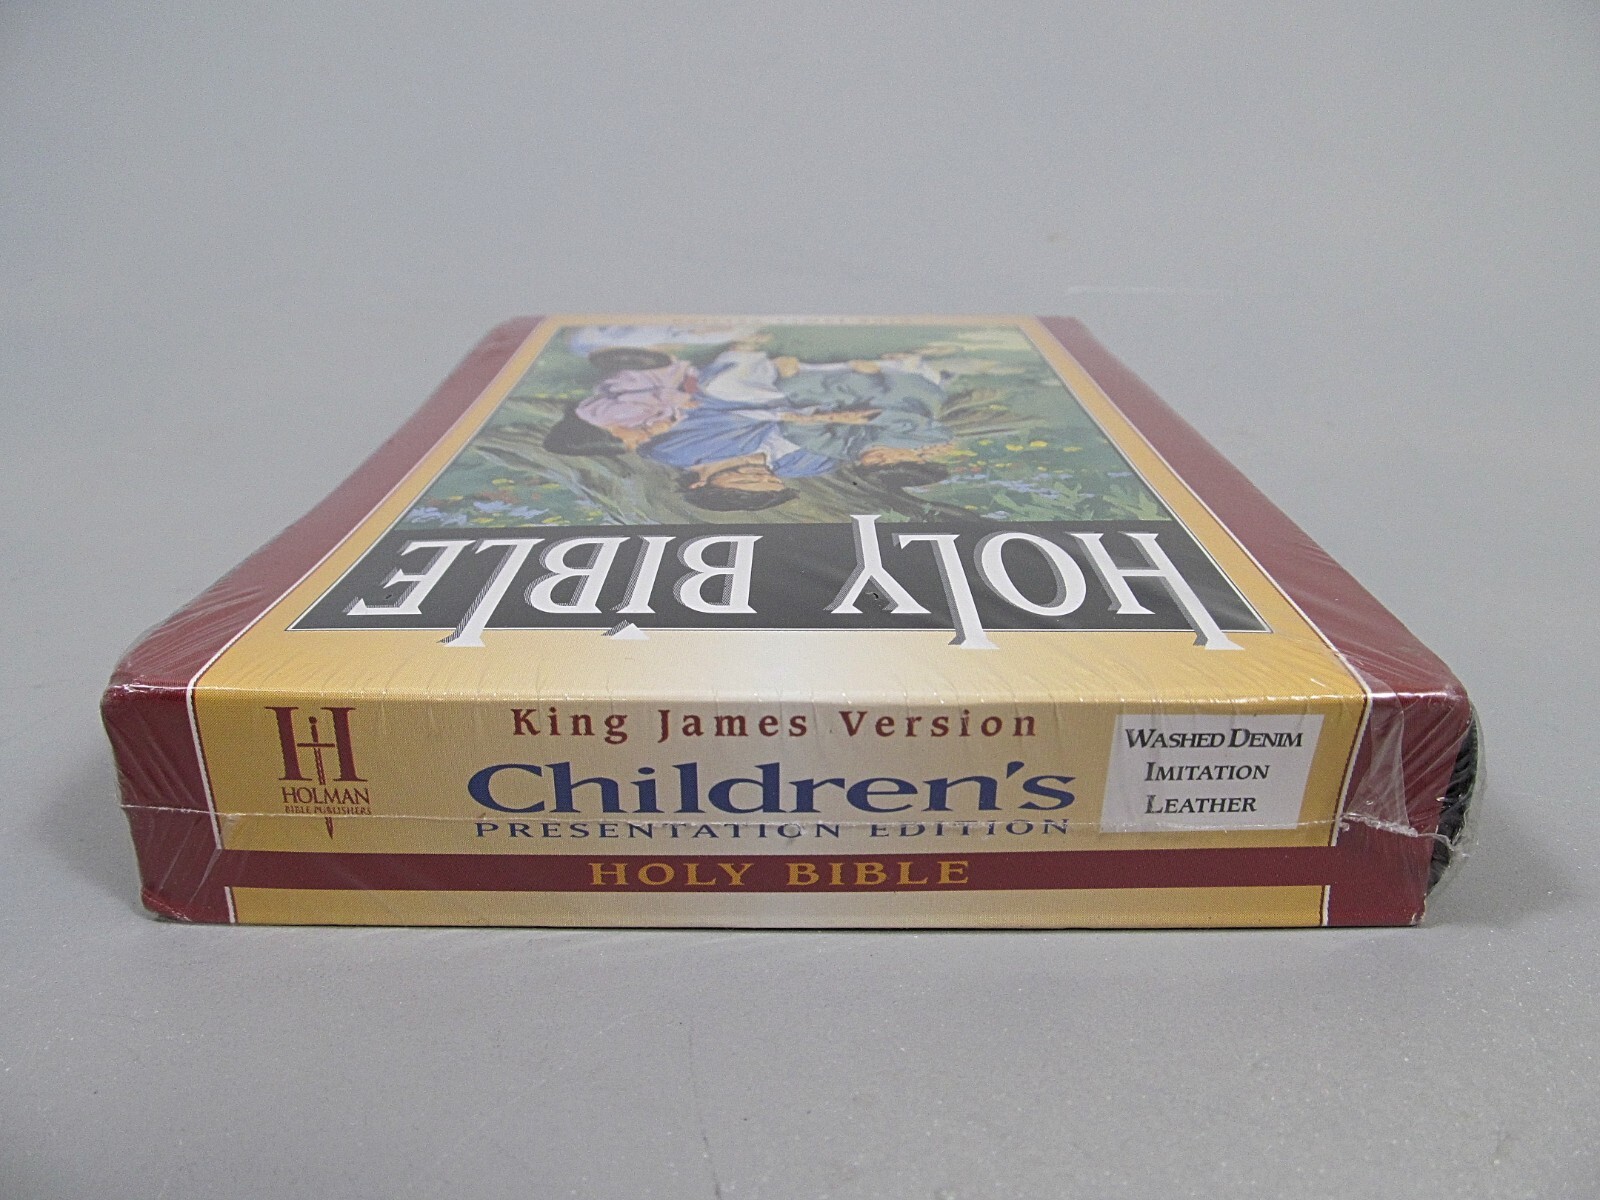 HOLY BIBLE
H
HOLMAN
BIBLE PUBLISHERS
King James Version
Children's
PRESENTATION EDITION
HOLY BIBLE
WASHED DENIM
IMITATION
LEATHER